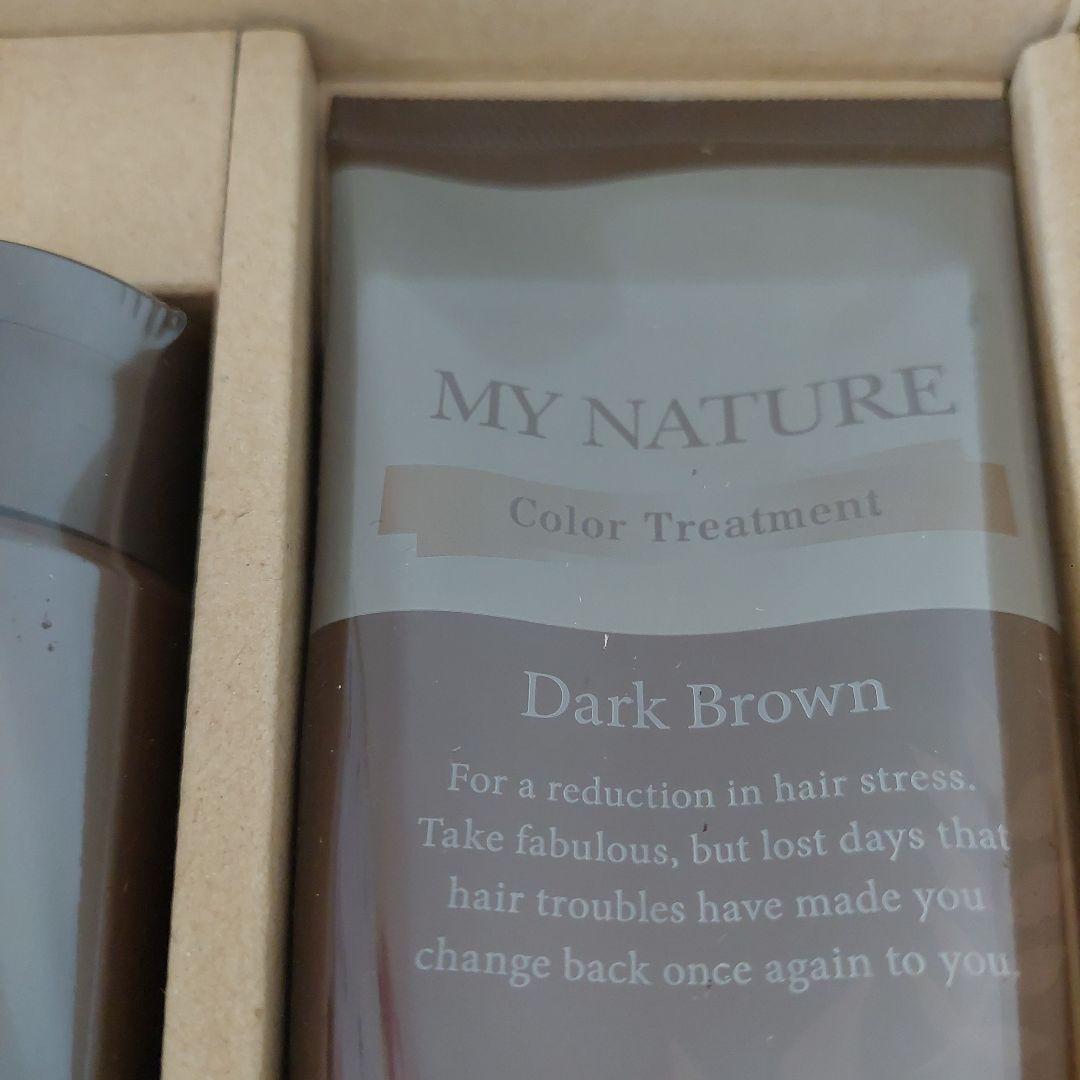 MY NATURE
Color Treatment
Dark Brown
For a reduction in hair stress.
Take fabulous, but lost days that
hair troubles have made you
change back once again to you.